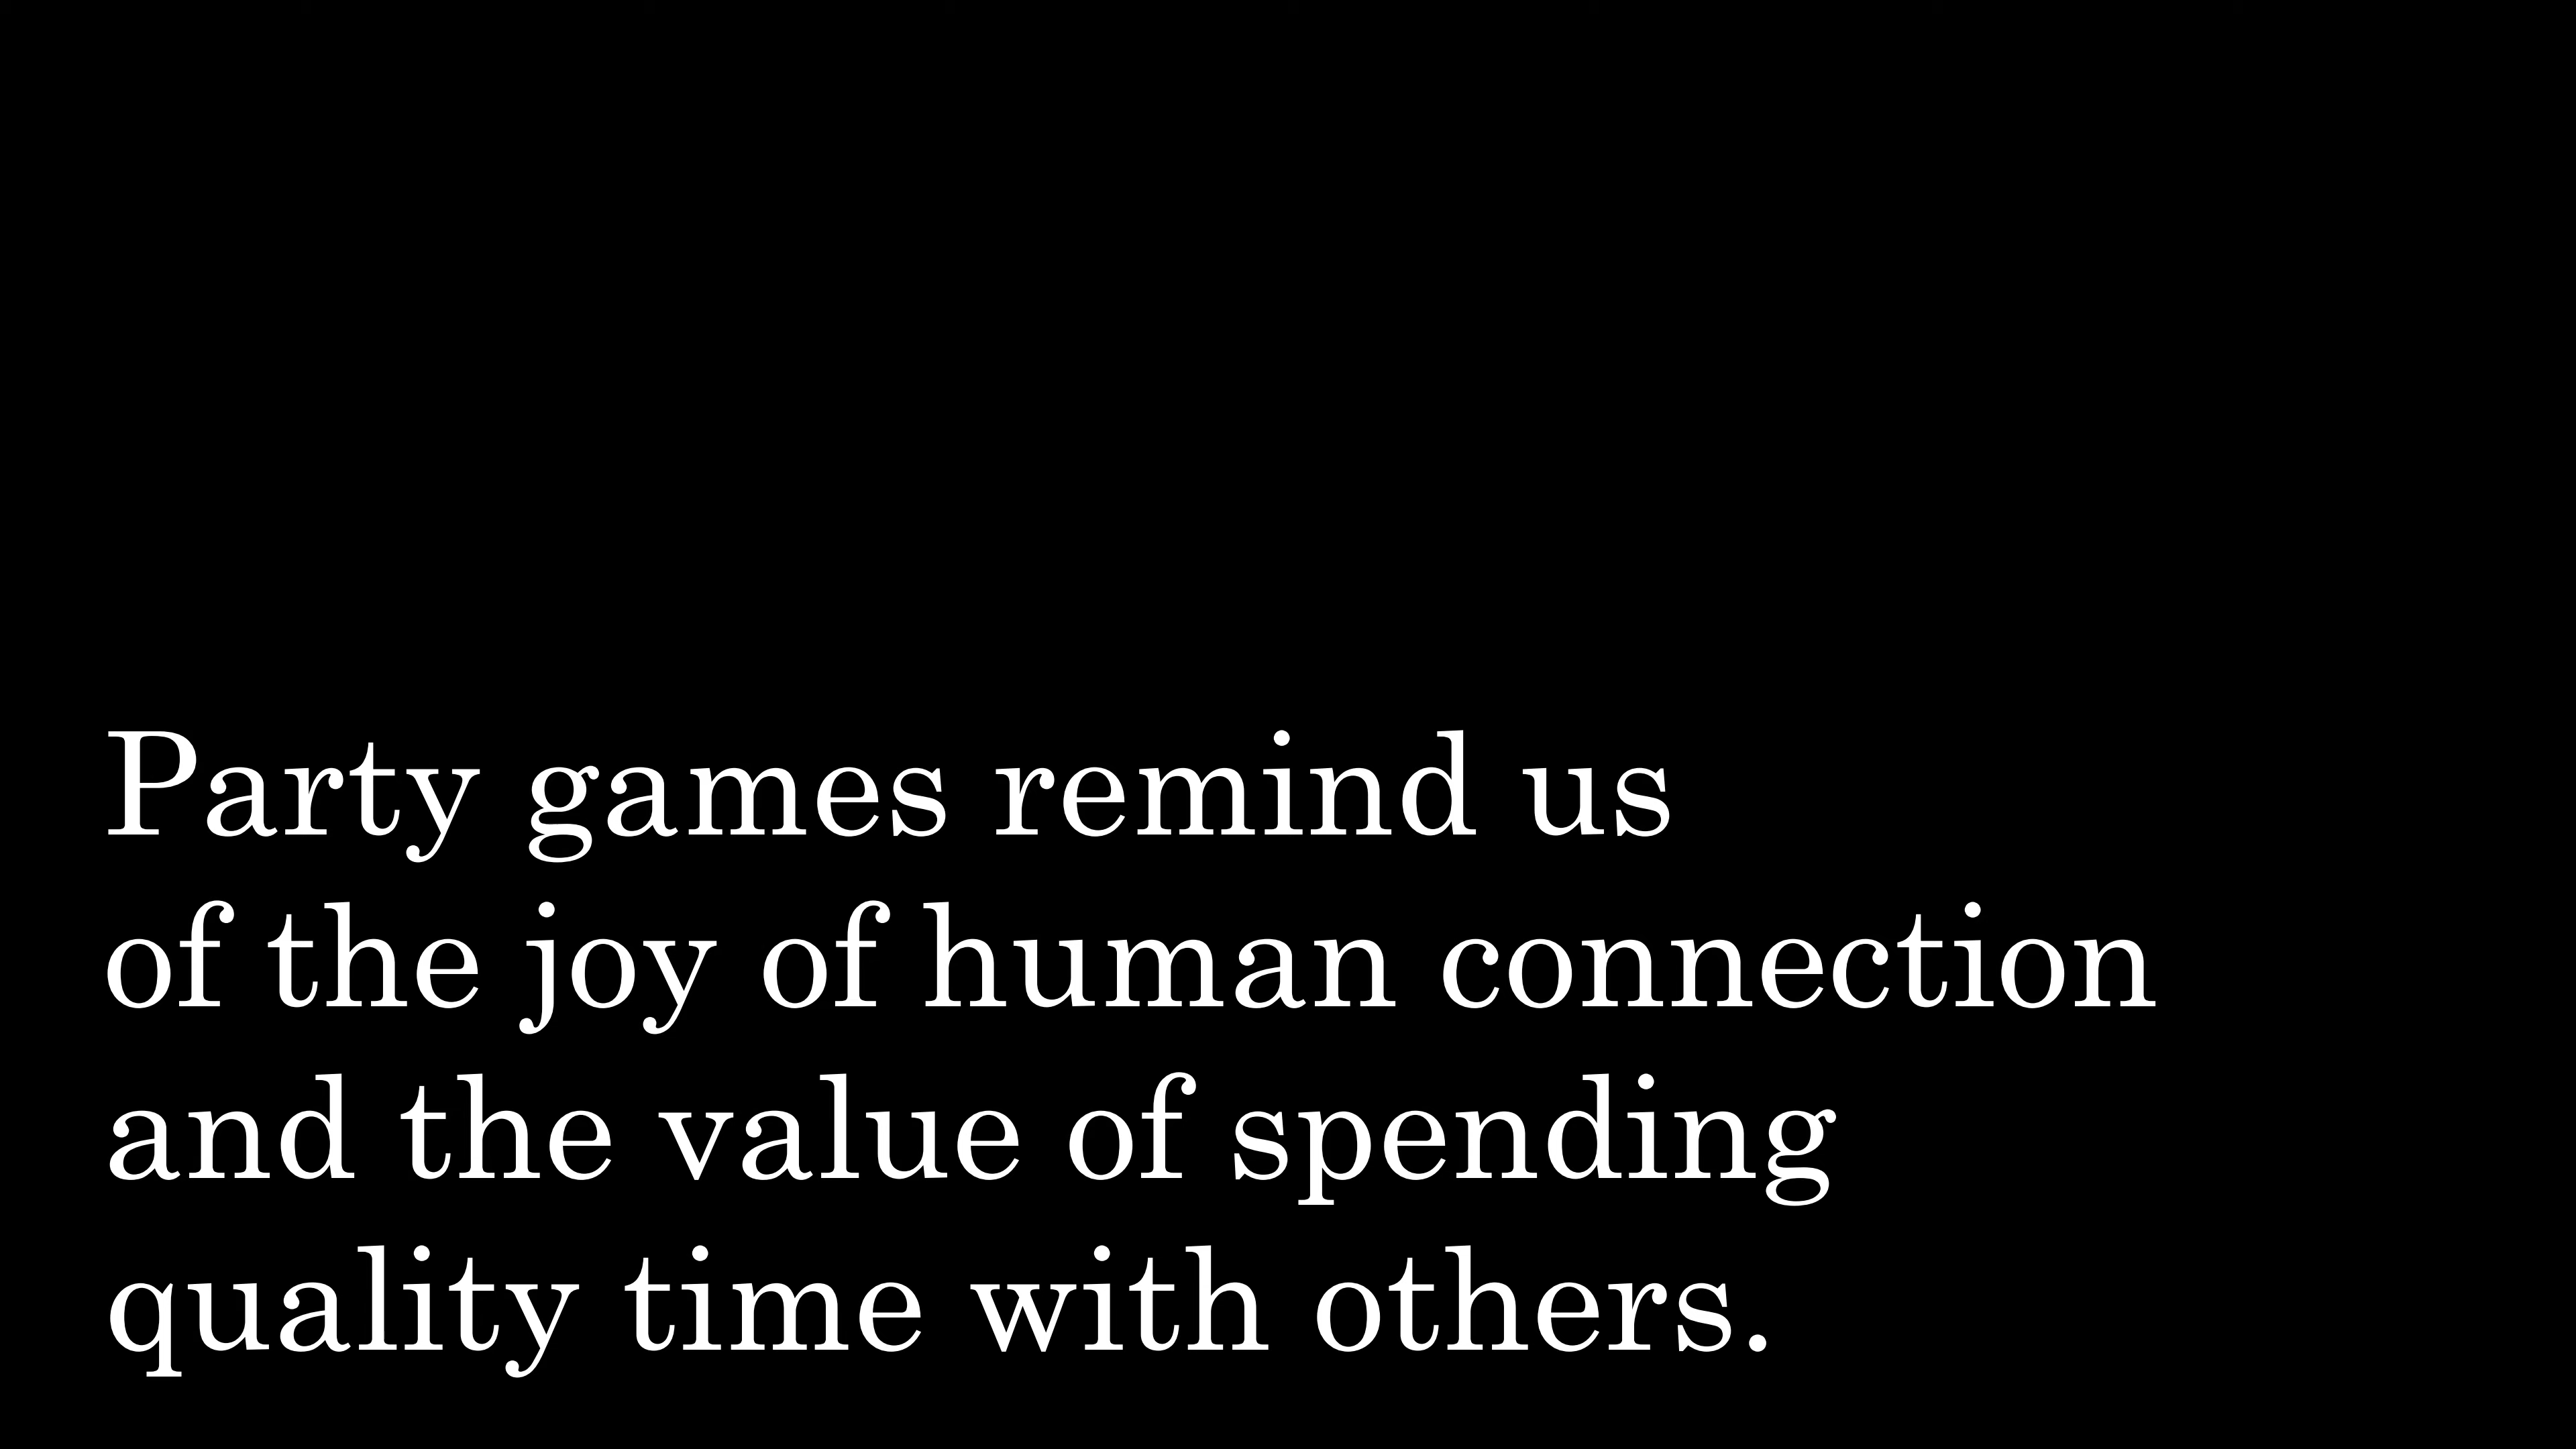 Party games remind us
of the joy of human connection
and the value of spending
quality time with others.